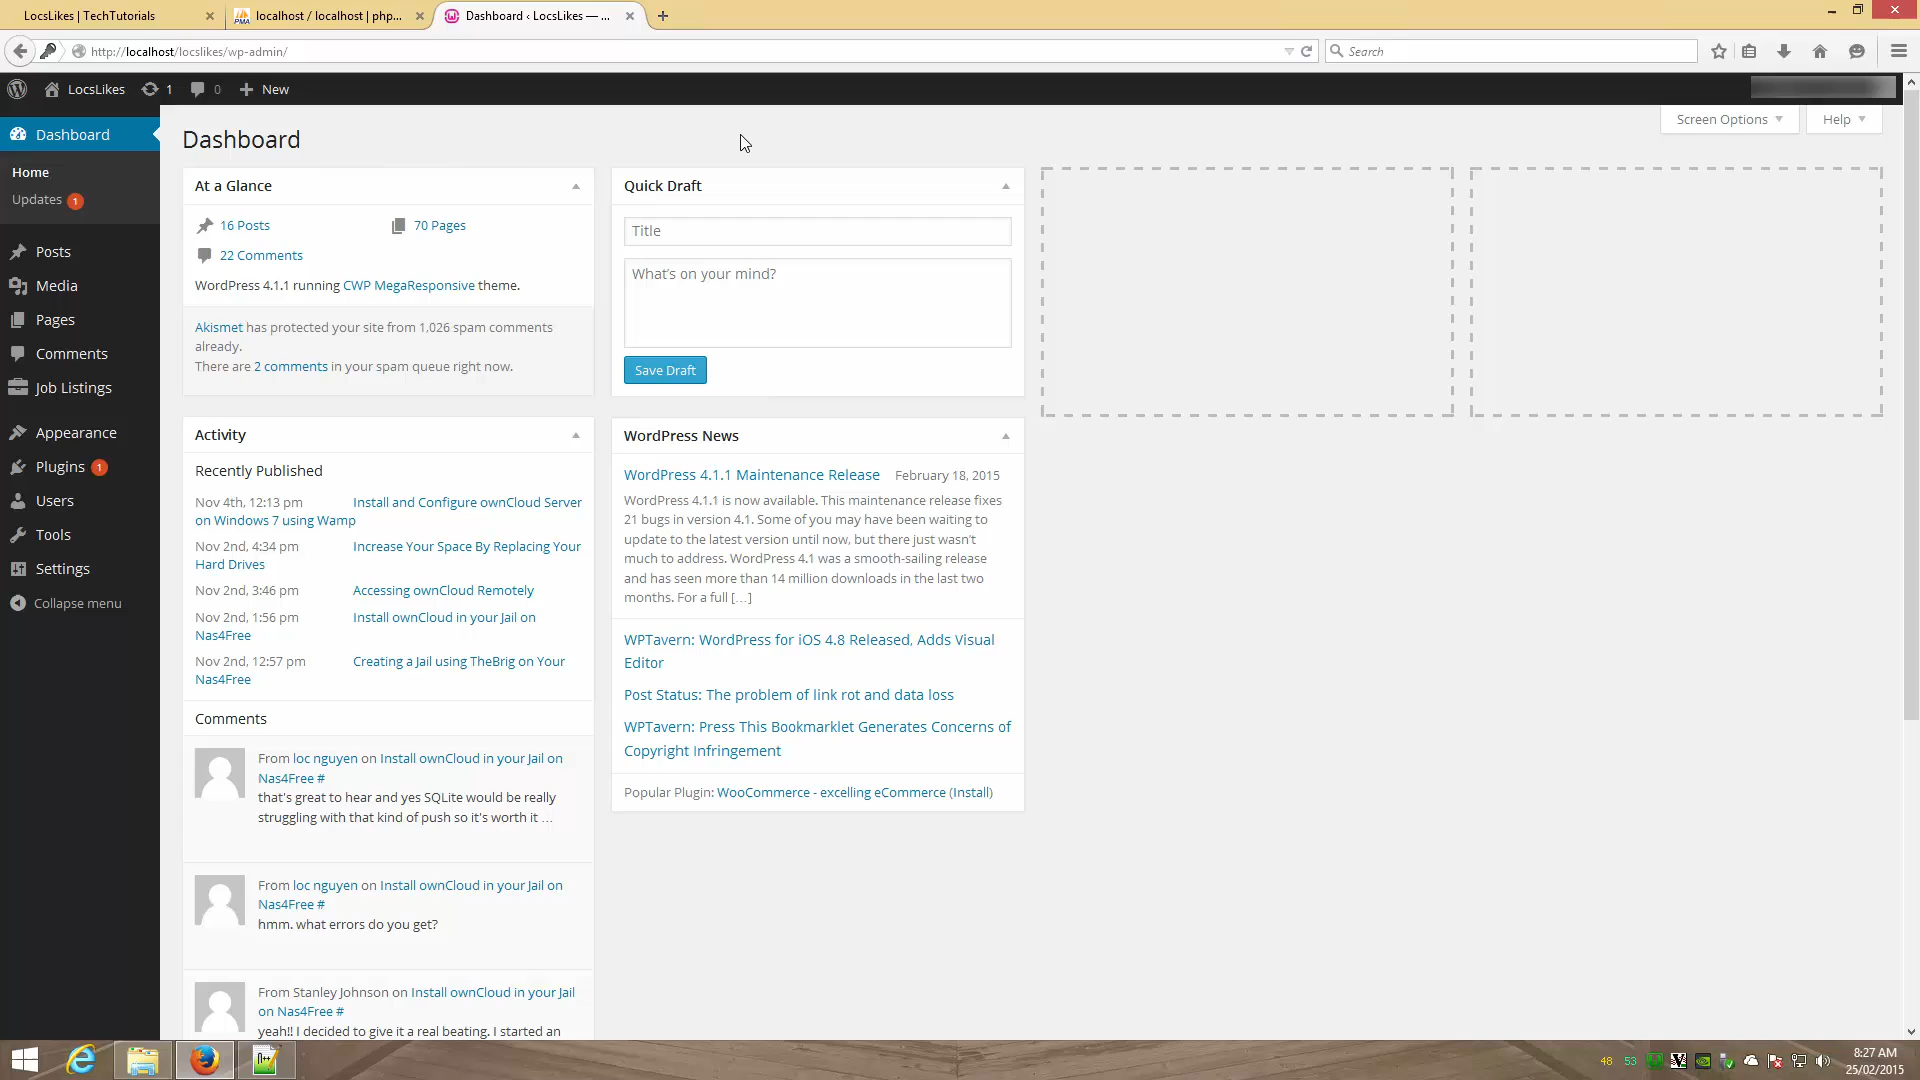 LocsLikes | TechTutorials
localhost / localhost | php...
Dashboard ‹ LocsLikes — ...
http://localhost/locslikes/wp-admin/
Search
LocsLikes
1
0
New
Screen Options
Help
Dashboard
Home
Updates 1
Posts
Media
Pages
Comments
Job Listings
Appearance
Plugins 1
Users
Tools
Settings
Collapse menu
Dashboard
At a Glance
16 Posts
70 Pages
22 Comments
WordPress 4.1.1 running CWP MegaResponsive theme.
Akismet has protected your site from 1,026 spam comments
already.
There are 2 comments in your spam queue right now.
Activity
Recently Published
Nov 4th, 12:13 pm Install and Configure ownCloud Server
on Windows 7 using Wamp
Nov 2nd, 4:34 pm Increase Your Space By Replacing Your
Hard Drives
Nov 2nd, 3:46 pm Accessing ownCloud Remotely
Nov 2nd, 1:56 pm Install ownCloud in your Jail on
Nas4Free
Nov 2nd, 12:57 pm Creating a Jail using TheBrig on Your
Nas4Free
Comments
From loc nguyen on Install ownCloud in your Jail on
Nas4Free #
that's great to hear and yes SQLite would be really
struggling with that kind of push so it's worth it …
From loc nguyen on Install ownCloud in your Jail on
Nas4Free #
hmm. what errors do you get?
From Stanley Johnson on Install ownCloud in your Jail
on Nas4Free #
yeah!! I decided to give it a real beating. I started an
Quick Draft
Title
What's on your mind?
Save Draft
WordPress News
WordPress 4.1.1 Maintenance Release February 18, 2015
WordPress 4.1.1 is now available. This maintenance release fixes
21 bugs in version 4.1. Some of you may have been waiting to
update to the latest version until now, but there just wasn't
much to address. WordPress 4.1 was a smooth-sailing release
and has seen more than 14 million downloads in the last two
months. For a full […]
WPTavern: WordPress for iOS 4.8 Released, Adds Visual
Editor
Post Status: The problem of link rot and data loss
WPTavern: Press This Bookmarklet Generates Concerns of
Copyright Infringement
Popular Plugin: WooCommerce - excelling eCommerce (Install)
48
53
8:27 AM
25/02/2015